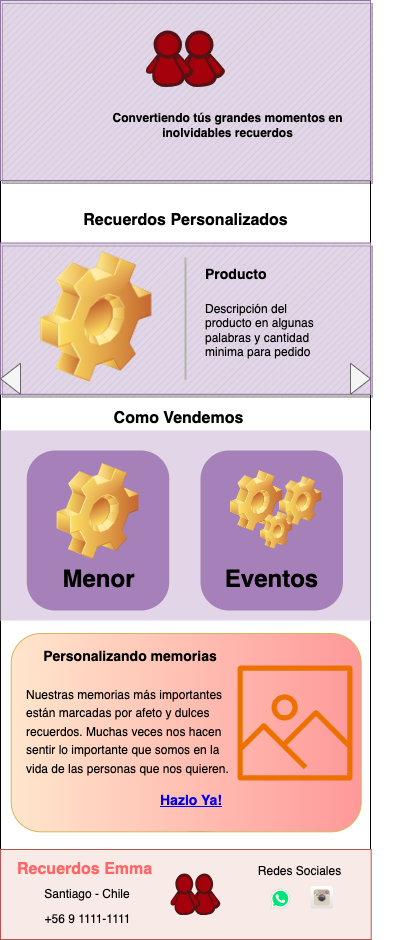 Convertiendo tús grandes momentos en
inolvidables recuerdos
Recuerdos Personalizados
Producto
Descripción del
producto en algunas
palabras y cantidad
minima para pedido
Como Vendemos
Menor
Eventos
Personalizando memorias
Nuestras memorias más importantes
están marcadas por afeto y dulces
recuerdos. Muchas veces nos hacen
sentir lo importante que somos en la
vida de las personas que nos quieren.
Hazlo Ya!
Recuerdos Emma
Santiago - Chile
+56 9 1111-1111
Redes Sociales